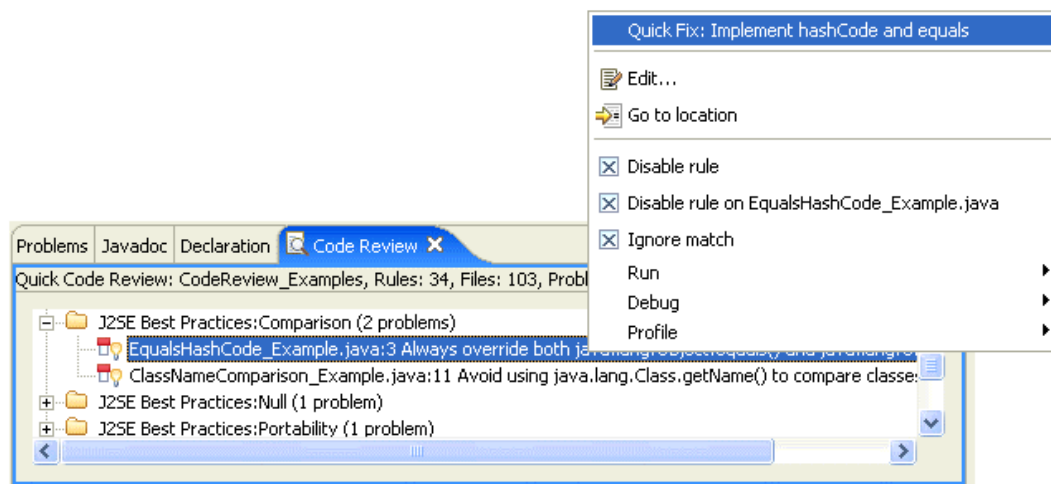 Quick Fix: Implement hashCode and equals
Edit...
Go to location
Disable rule
Disable rule on EqualsHashCode_Example.java
Ignore match
Run
Debug
Profile
Problems Javadoc Declaration Code Review
Quick Code Review: CodeReview_Examples, Rules: 34, Files: 103, Probl
J2SE Best Practices:Comparison (2 problems)
EqualsHashCode_Example.java:3 Always override both
ClassNameComparison_Example.java:11 Avoid using java.lang.Class.getName() to compare classe
J2SE Best Practices:Null (1 problem)
J2SE Best Practices:Portability (1 problem)